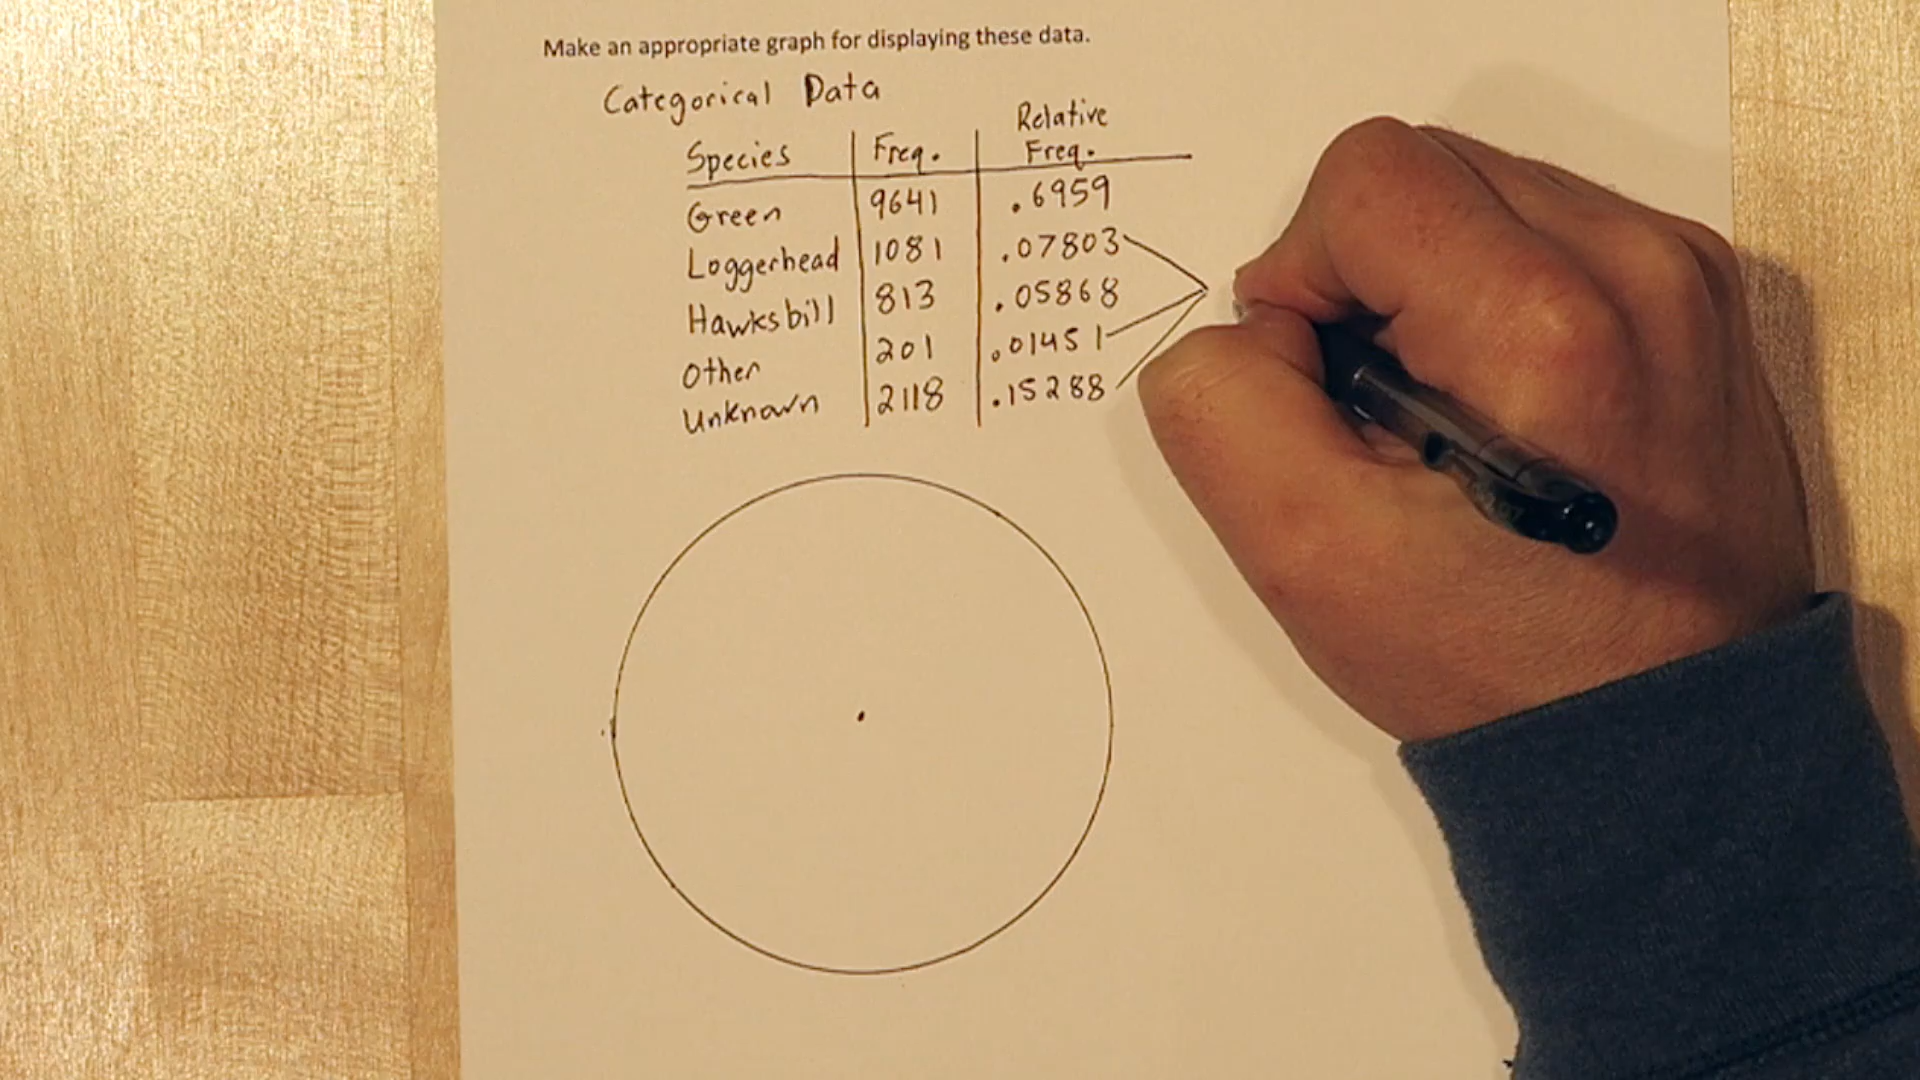 Make an appropriate graph for displaying these data.
Categorical Data
Species Freq. Relative Freq.
Green 9641 .6959
Loggerhead 1081 .07803
Hawksbill 813 .05868
Other 201 .01451
Unknown 2118 .15288